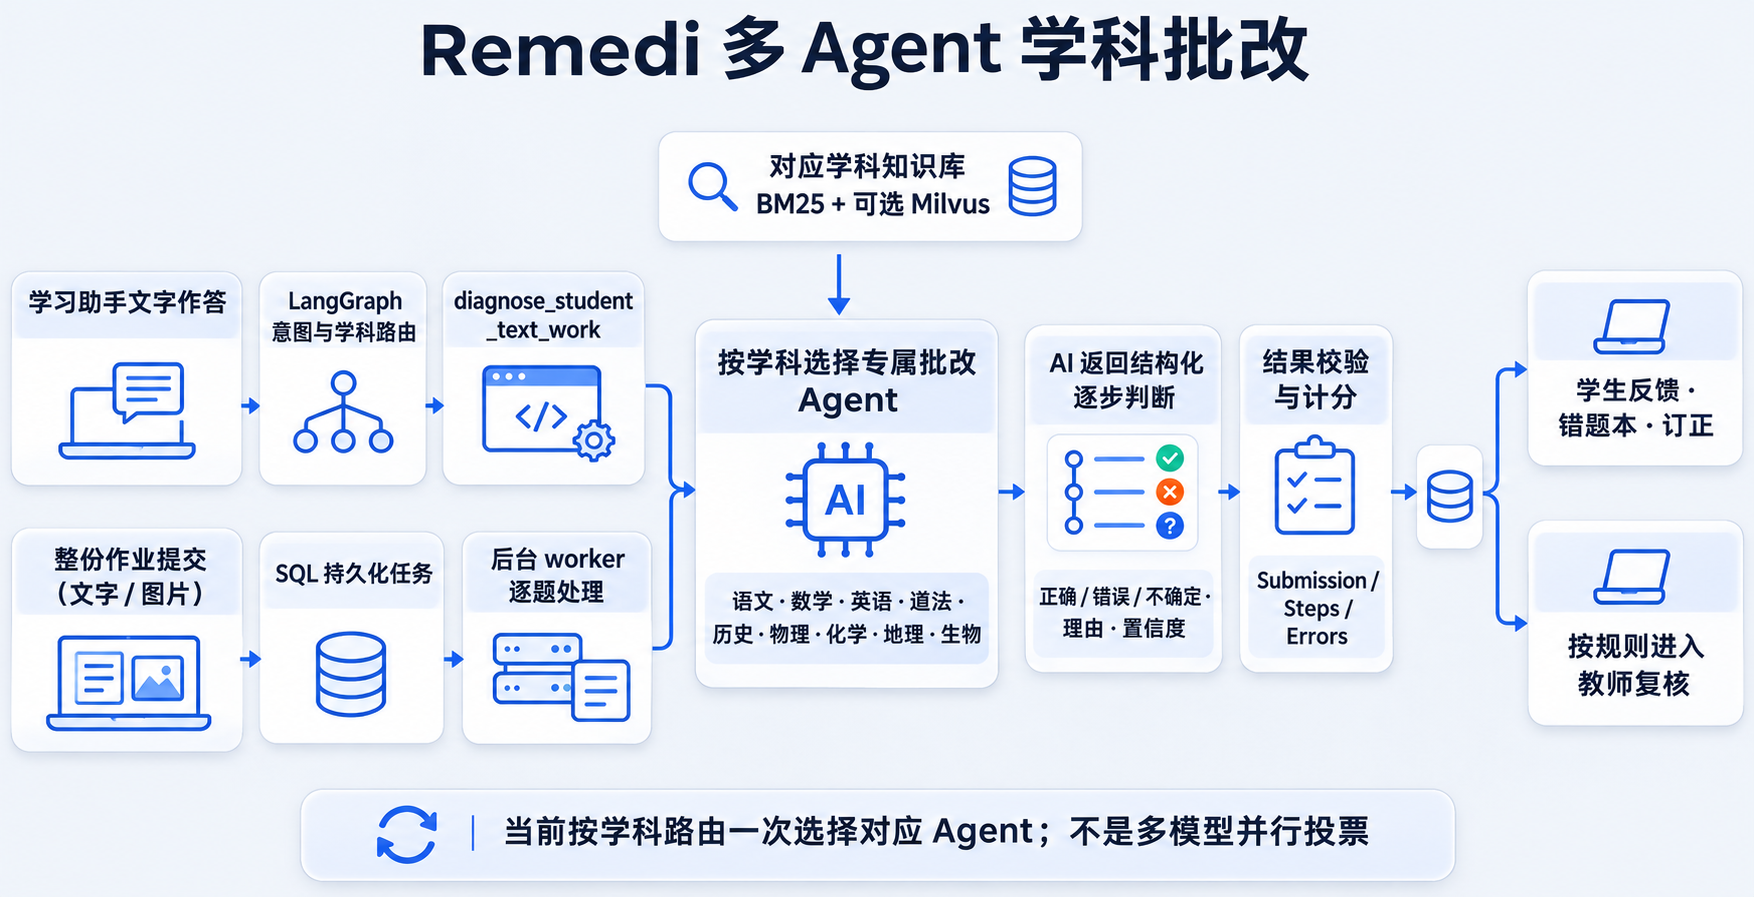 Remedi 多 Agent 学科批改
对应学科知识库
BM25 + 可选 Milvus
学习助手文字作答
LangGraph
意图与学科路由
diagnose_student
_text_work
整份作业提交
（文字 / 图片）
SQL 持久化任务
后台 worker
逐题处理
按学科选择专属批改
Agent
AI
语文 · 数学 · 英语 · 道法 ·
历史 · 物理 · 化学 · 地理 · 生物
AI 返回结构化
逐步判断
?
正确 / 错误 / 不确定 ·
理由 · 置信度
结果校验
与计分
Submission /
Steps /
Errors
学生反馈 ·
错题本 · 订正
按规则进入
教师复核
当前按学科路由一次选择对应 Agent；不是多模型并行投票